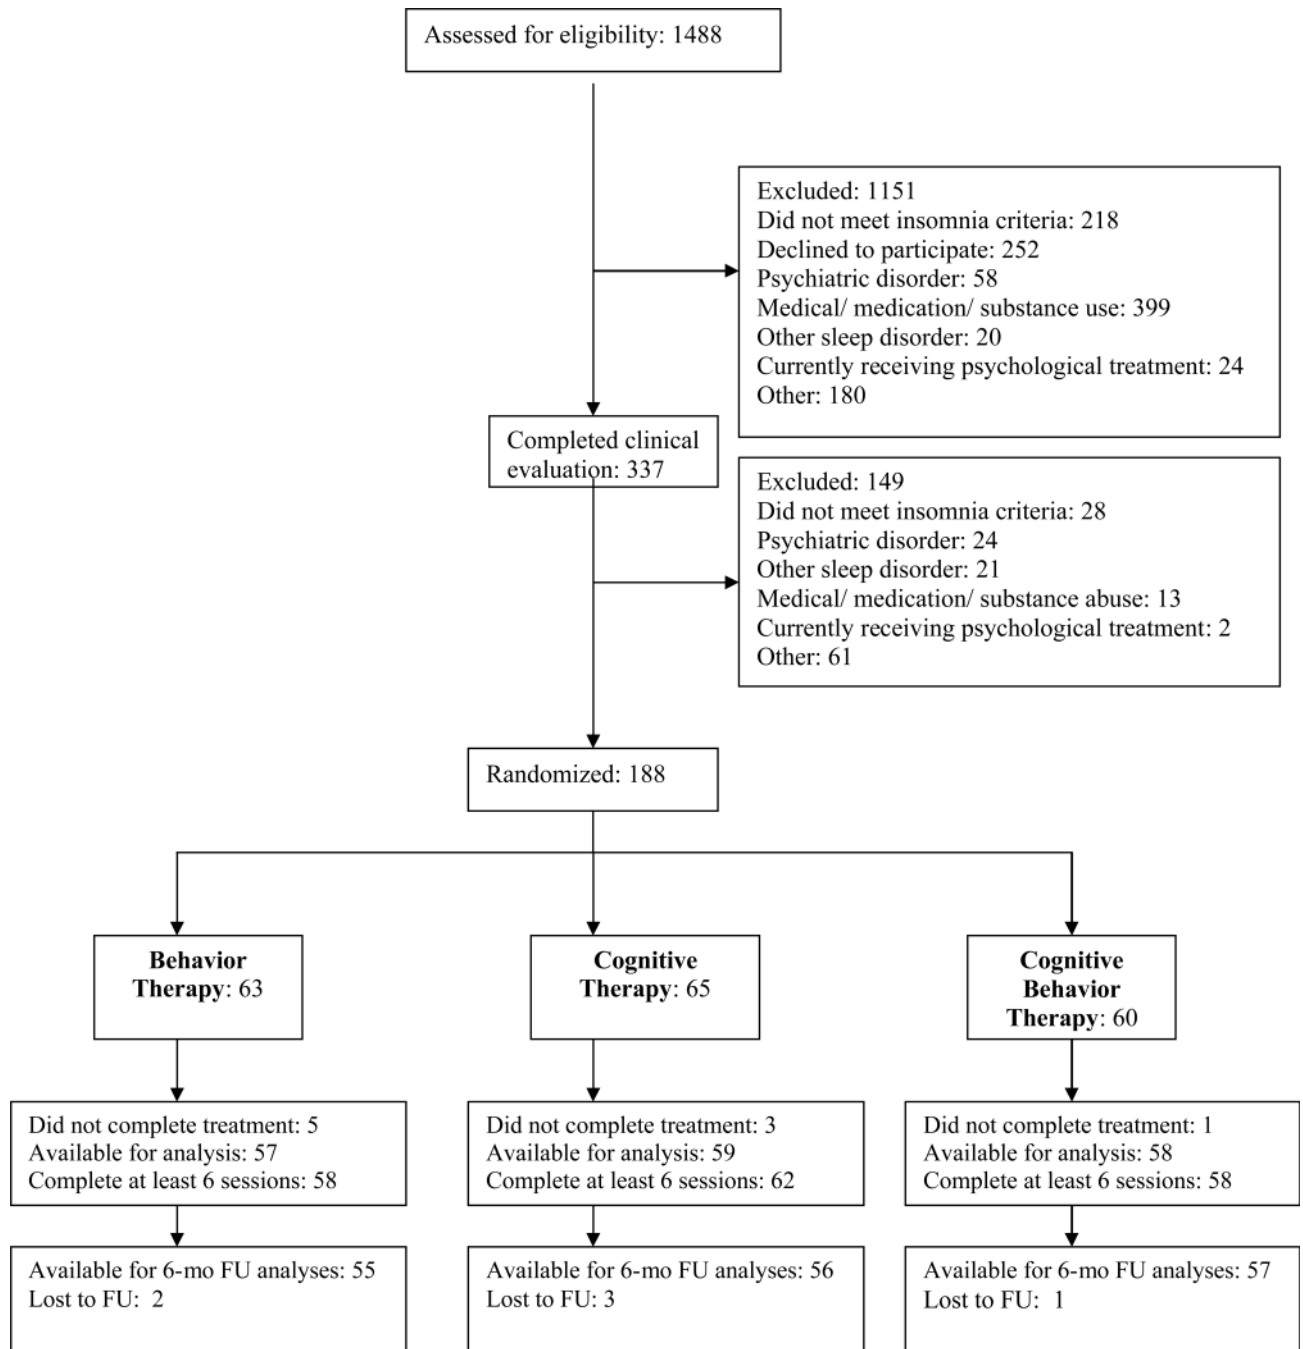 Assessed for eligibility: 1488
Excluded: 1151
Did not meet insomnia criteria: 218
Declined to participate: 252
Psychiatric disorder: 58
Medical/ medication/ substance use: 399
Other sleep disorder: 20
Currently receiving psychological treatment: 24
Other: 180
Completed clinical
evaluation: 337
Excluded: 149
Did not meet insomnia criteria: 28
Psychiatric disorder: 24
Other sleep disorder: 21
Medical/ medication/ substance abuse: 13
Currently receiving psychological treatment: 2
Other: 61
Randomized: 188
Behavior
Therapy: 63
Cognitive
Therapy: 65
Cognitive
Behavior
Therapy: 60
Did not complete treatment: 5
Available for analysis: 57
Complete at least 6 sessions: 58
Did not complete treatment: 3
Available for analysis: 59
Complete at least 6 sessions: 62
Did not complete treatment: 1
Available for analysis: 58
Complete at least 6 sessions: 58
Available for 6-mo FU analyses: 55
Lost to FU: 2
Available for 6-mo FU analyses: 56
Lost to FU: 3
Available for 6-mo FU analyses: 57
Lost to FU: 1